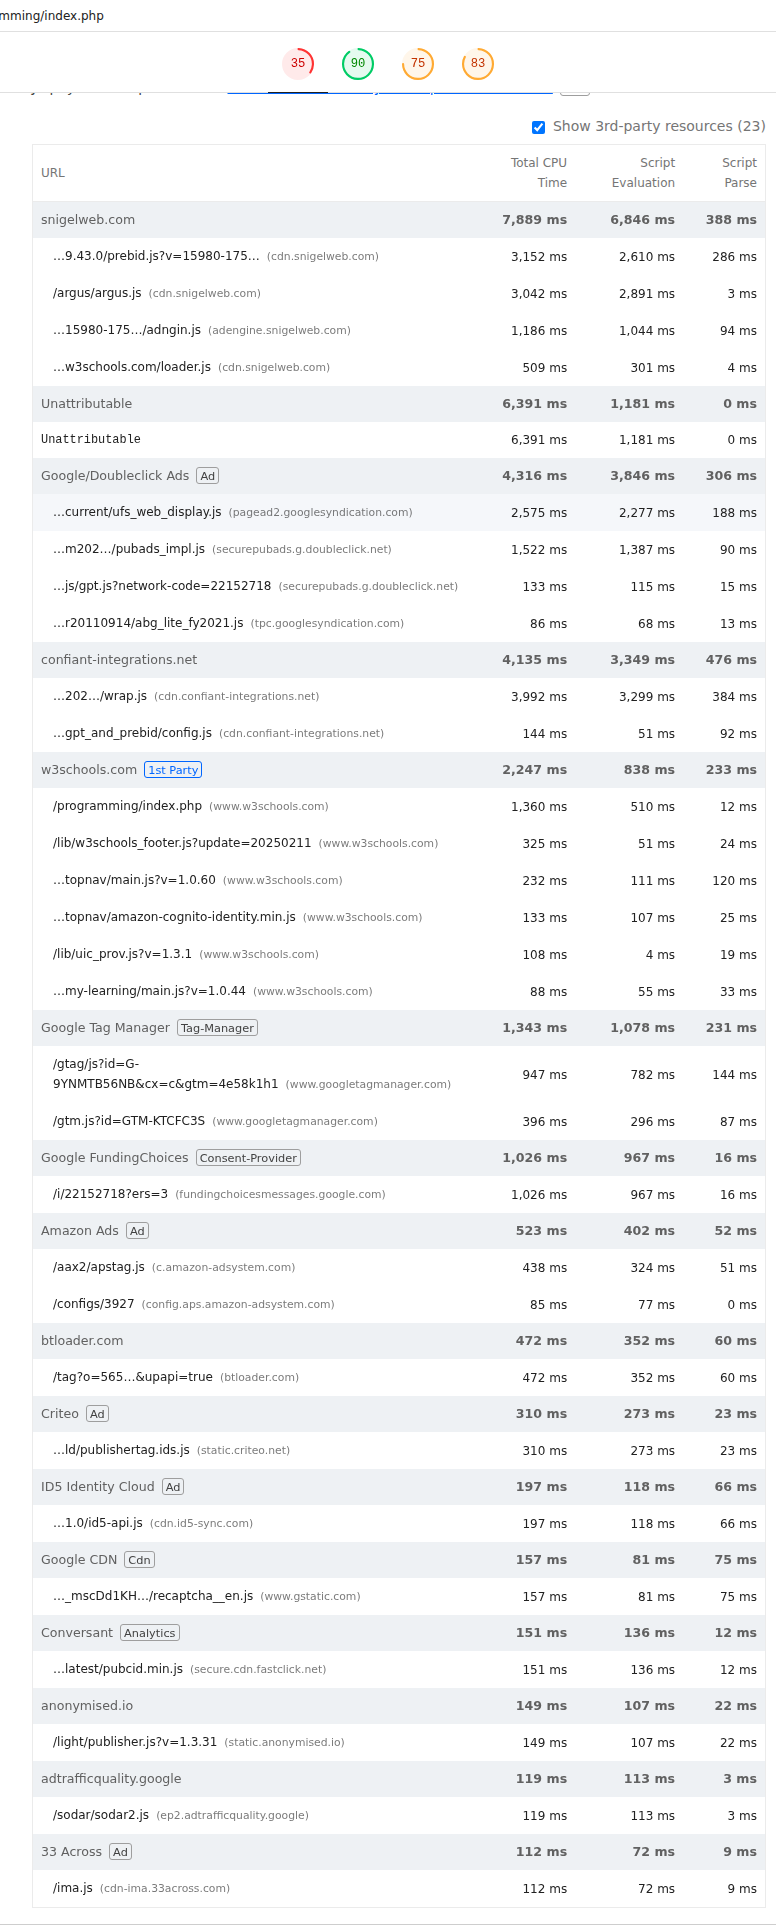 mming/index.php
35 90 75 83
Show 3rd-party resources (23)
URL Total CPU Time Script Evaluation Script Parse
snigelweb.com 7,889 ms 6,846 ms 388 ms
…9.43.0/prebid.js?v=15980-175… (cdn.snigelweb.com) 3,152 ms 2,610 ms 286 ms
/argus/argus.js (cdn.snigelweb.com) 3,042 ms 2,891 ms 3 ms
…15980-175…/adngin.js (adengine.snigelweb.com) 1,186 ms 1,044 ms 94 ms
…w3schools.com/loader.js (cdn.snigelweb.com) 509 ms 301 ms 4 ms
Unattributable 6,391 ms 1,181 ms 0 ms
Unattributable 6,391 ms 1,181 ms 0 ms
Google/Doubleclick Ads Ad 4,316 ms 3,846 ms 306 ms
…current/ufs_web_display.js (pagead2.googlesyndication.com) 2,575 ms 2,277 ms 188 ms
…m202…/pubads_impl.js (securepubads.g.doubleclick.net) 1,522 ms 1,387 ms 90 ms
…js/gpt.js?network-code=22152718 (securepubads.g.doubleclick.net) 133 ms 115 ms 15 ms
…r20110914/abg_lite_fy2021.js (tpc.googlesyndication.com) 86 ms 68 ms 13 ms
confiant-integrations.net 4,135 ms 3,349 ms 476 ms
…202…/wrap.js (cdn.confiant-integrations.net) 3,992 ms 3,299 ms 384 ms
…gpt_and_prebid/config.js (cdn.confiant-integrations.net) 144 ms 51 ms 92 ms
w3schools.com 1st Party 2,247 ms 838 ms 233 ms
/programming/index.php (www.w3schools.com) 1,360 ms 510 ms 12 ms
/lib/w3schools_footer.js?update=20250211 (www.w3schools.com) 325 ms 51 ms 24 ms
…topnav/main.js?v=1.0.60 (www.w3schools.com) 232 ms 111 ms 120 ms
…topnav/amazon-cognito-identity.min.js (www.w3schools.com) 133 ms 107 ms 25 ms
/lib/uic_prov.js?v=1.3.1 (www.w3schools.com) 108 ms 4 ms 19 ms
…my-learning/main.js?v=1.0.44 (www.w3schools.com) 88 ms 55 ms 33 ms
Google Tag Manager Tag-Manager 1,343 ms 1,078 ms 231 ms
/gtag/js?id=G-
9YNMTB56NB&cx=c&gtm=4e58k1h1 (www.googletagmanager.com) 947 ms 782 ms 144 ms
/gtm.js?id=GTM-KTCFC3S (www.googletagmanager.com) 396 ms 296 ms 87 ms
Google FundingChoices Consent-Provider 1,026 ms 967 ms 16 ms
/i/22152718?ers=3 (fundingchoicesmessages.google.com) 1,026 ms 967 ms 16 ms
Amazon Ads Ad 523 ms 402 ms 52 ms
/aax2/apstag.js (c.amazon-adsystem.com) 438 ms 324 ms 51 ms
/configs/3927 (config.aps.amazon-adsystem.com) 85 ms 77 ms 0 ms
btloader.com 472 ms 352 ms 60 ms
/tag?o=565…&upapi=true (btloader.com) 472 ms 352 ms 60 ms
Criteo Ad 310 ms 273 ms 23 ms
…ld/publishertag.ids.js (static.criteo.net) 310 ms 273 ms 23 ms
ID5 Identity Cloud Ad 197 ms 118 ms 66 ms
…1.0/id5-api.js (cdn.id5-sync.com) 197 ms 118 ms 66 ms
Google CDN Cdn 157 ms 81 ms 75 ms
…_mscDd1KH…/recaptcha__en.js (www.gstatic.com) 157 ms 81 ms 75 ms
Conversant Analytics 151 ms 136 ms 12 ms
…latest/pubcid.min.js (secure.cdn.fastclick.net) 151 ms 136 ms 12 ms
anonymised.io 149 ms 107 ms 22 ms
/light/publisher.js?v=1.3.31 (static.anonymised.io) 149 ms 107 ms 22 ms
adtrafficquality.google 119 ms 113 ms 3 ms
/sodar/sodar2.js (ep2.adtrafficquality.google) 119 ms 113 ms 3 ms
33 Across Ad 112 ms 72 ms 9 ms
/ima.js (cdn-ima.33across.com) 112 ms 72 ms 9 ms